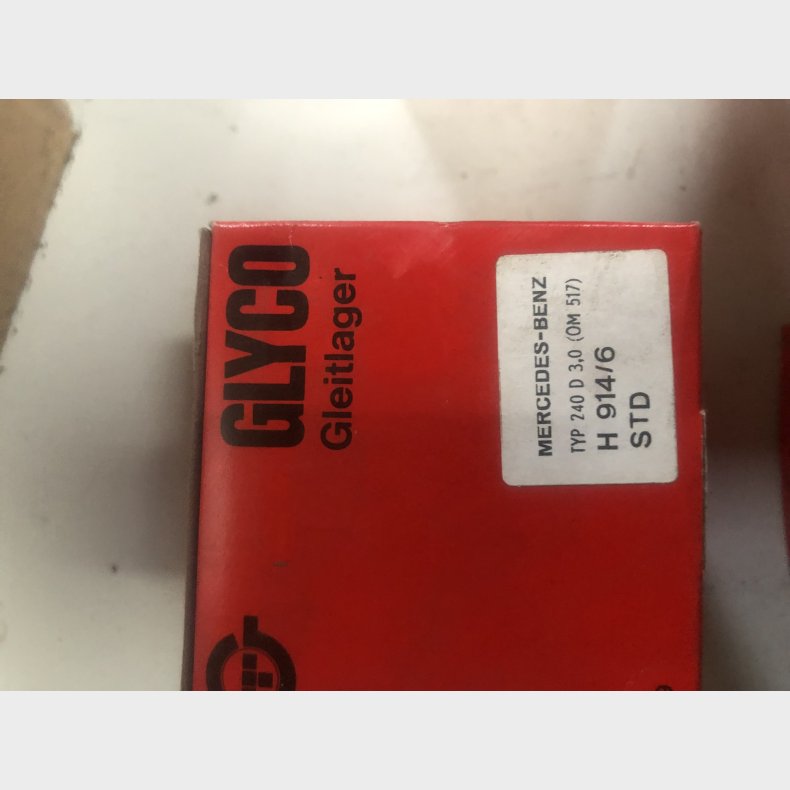 GLYCO
Gleitlager
MERCEDES-BENZ
TYP 240 D 3,0 (OM 517)
H 914/6
STD